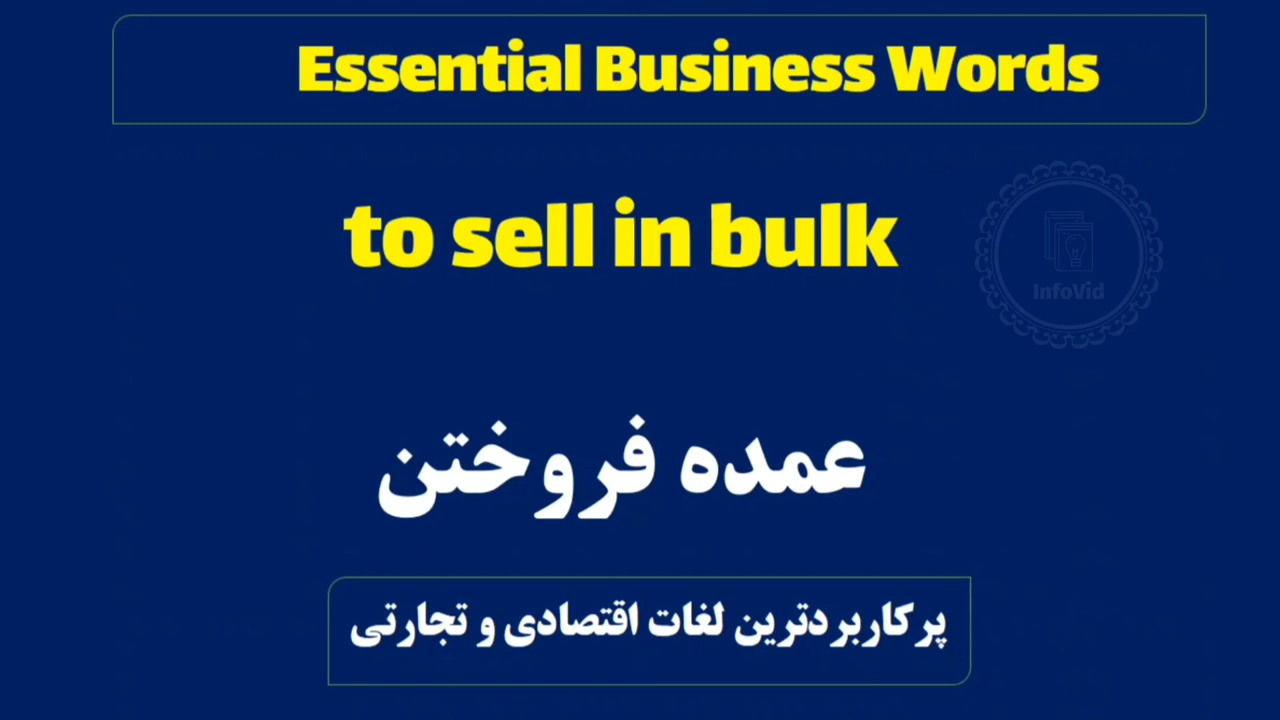 Essential Business Words
to sell in bulk
InfoVid
عمده فروختن
پرکاربردترین لغات اقتصادی و تجارتی